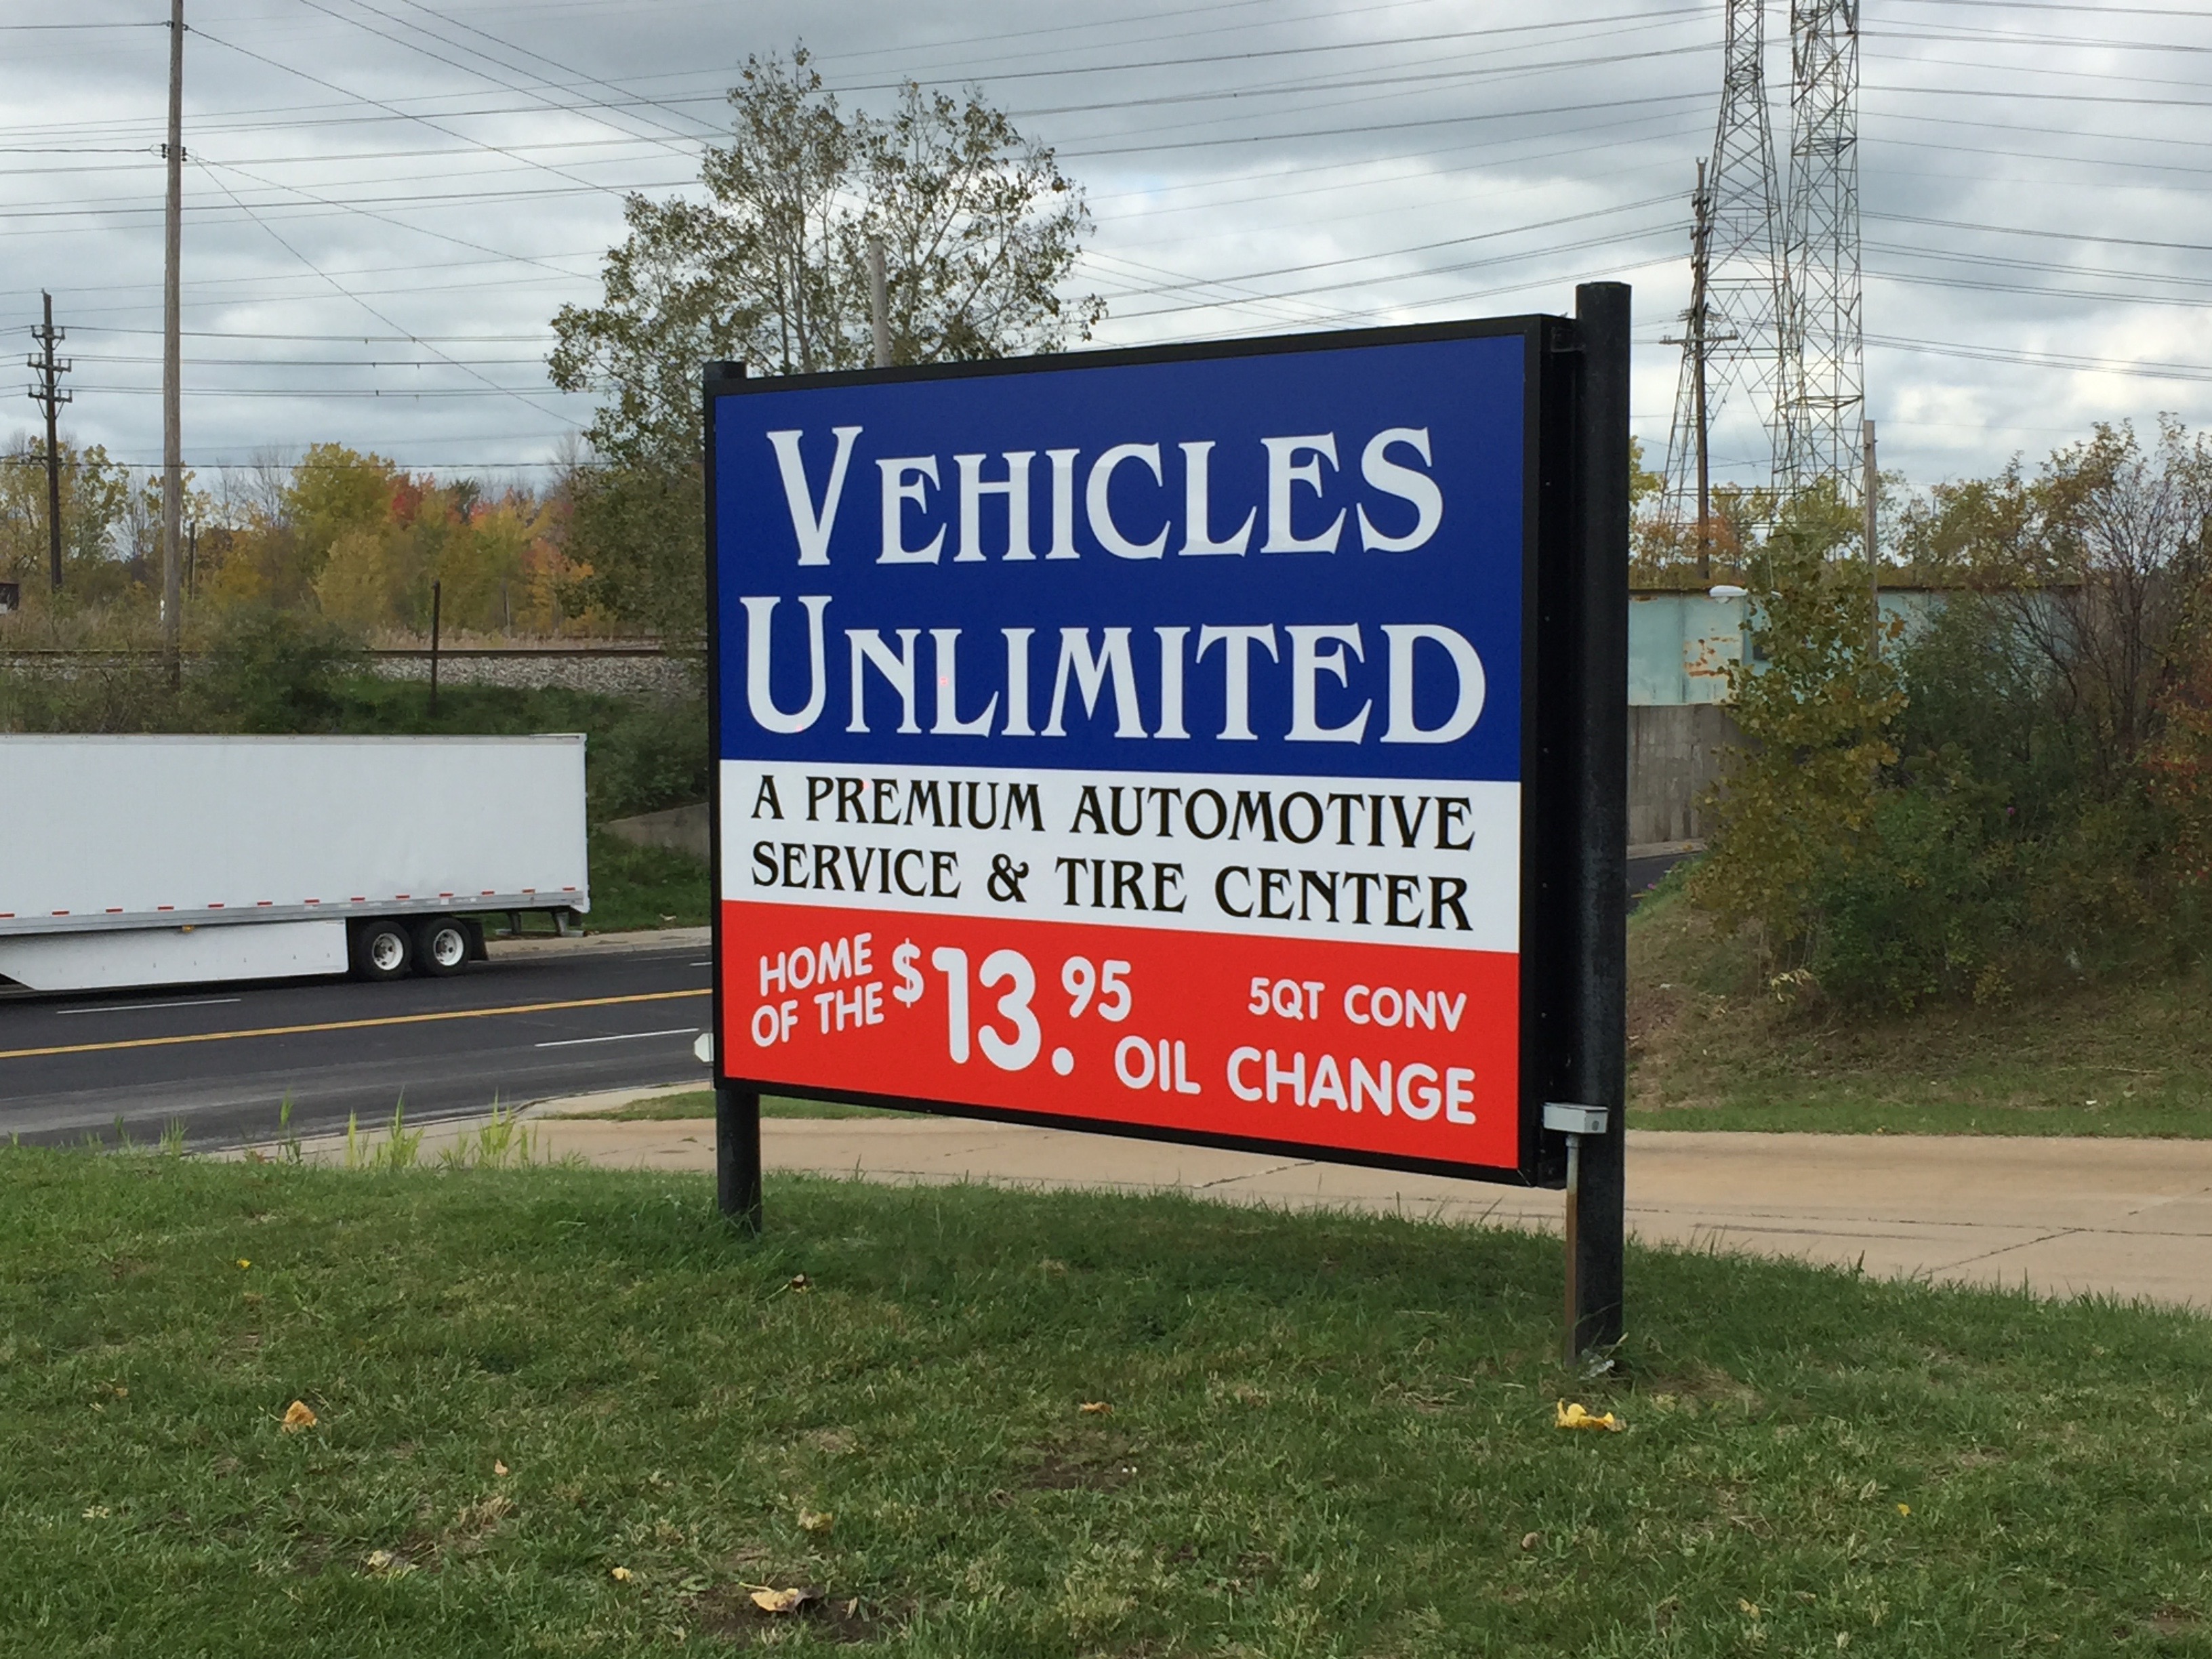 VEHICLES
UNLIMITED
A PREMIUM AUTOMOTIVE
SERVICE & TIRE CENTER
HOME
OF THE $13.95 5QT CONV
OIL CHANGE